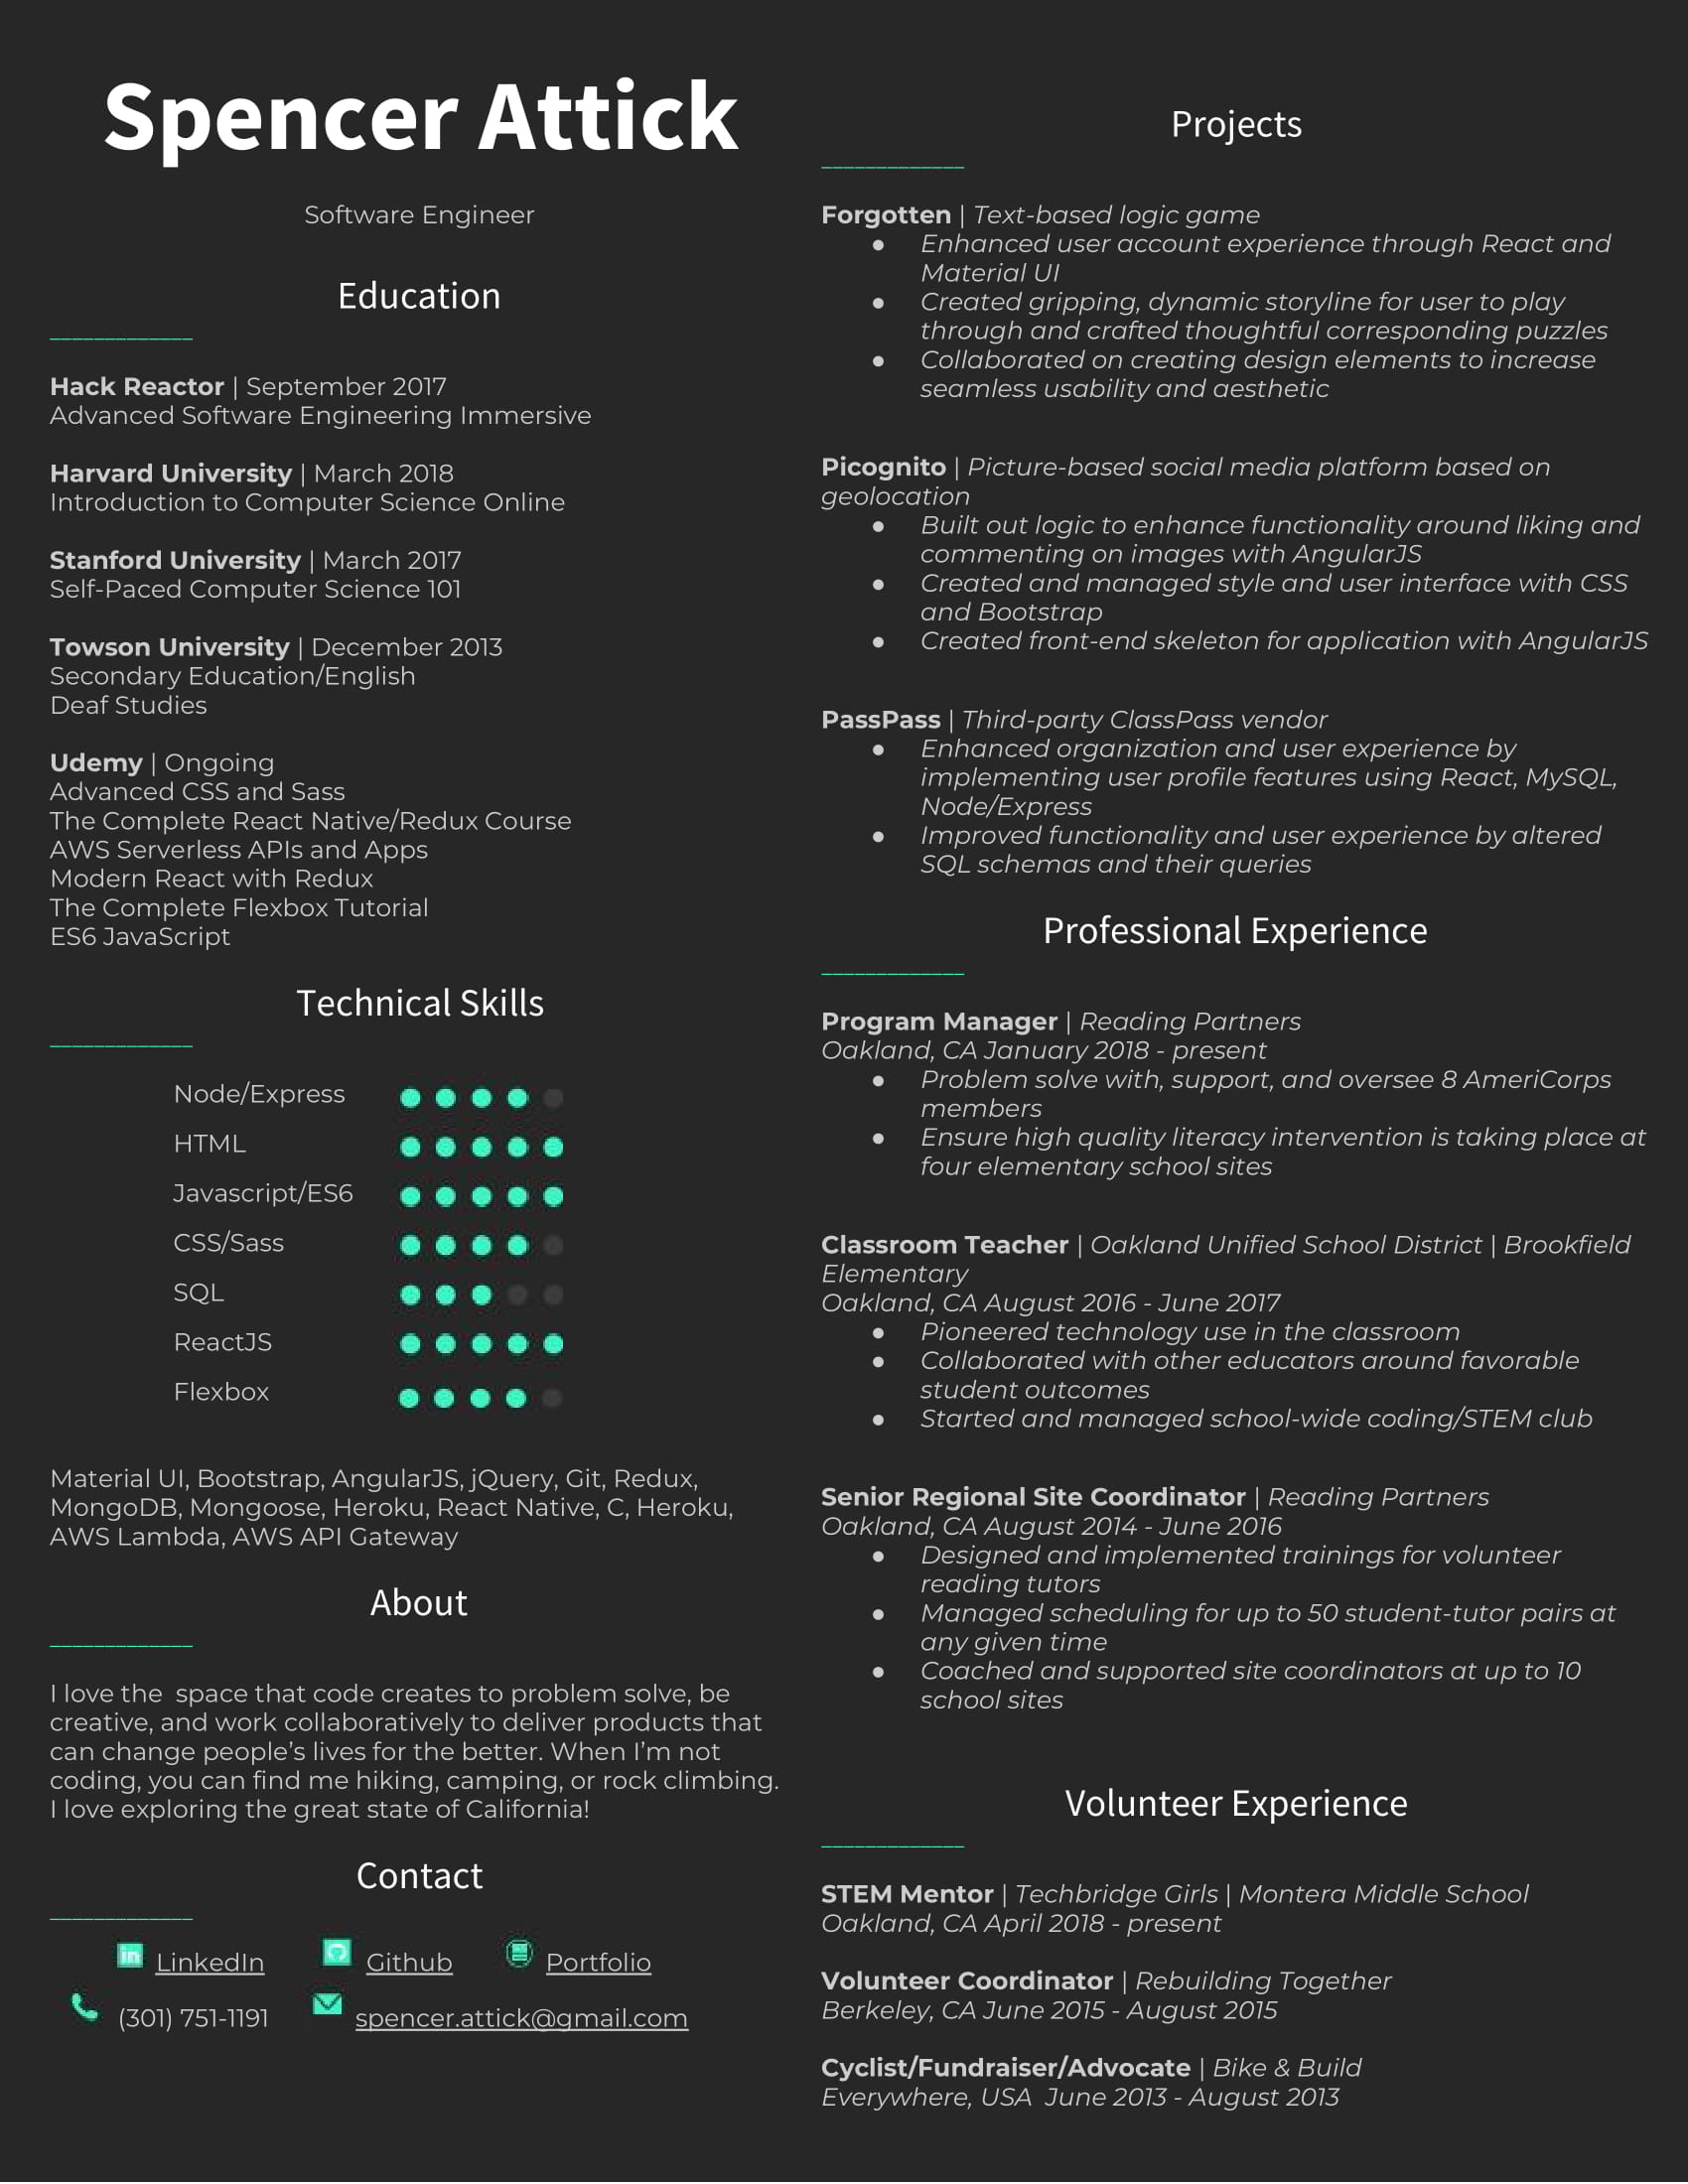 Spencer Attick
Software Engineer
Education
_____________
Hack Reactor | September 2017
Advanced Software Engineering Immersive
Harvard University | March 2018
Introduction to Computer Science Online
Stanford University | March 2017
Self-Paced Computer Science 101
Towson University | December 2013
Secondary Education/English
Deaf Studies
Udemy | Ongoing
Advanced CSS and Sass
The Complete React Native/Redux Course
AWS Serverless APIs and Apps
Modern React with Redux
The Complete Flexbox Tutorial
ES6 JavaScript
Technical Skills
_____________
Node/Express
HTML
Javascript/ES6
CSS/Sass
SQL
ReactJS
Flexbox
Material UI, Bootstrap, AngularJS, jQuery, Git, Redux,
MongoDB, Mongoose, Heroku, React Native, C, Heroku,
AWS Lambda, AWS API Gateway
About
_____________
I love the  space that code creates to problem solve, be
creative, and work collaboratively to deliver products that
can change people’s lives for the better. When I’m not
coding, you can find me hiking, camping, or rock climbing.
I love exploring the great state of California!
Contact
_____________
in LinkedIn Github Portfolio
(301) 751-1191 spencer.attick@gmail.com
Projects
_____________
Forgotten | Text-based logic game
● Enhanced user account experience through React and
Material UI
● Created gripping, dynamic storyline for user to play
through and crafted thoughtful corresponding puzzles
● Collaborated on creating design elements to increase
seamless usability and aesthetic
Picognito | Picture-based social media platform based on
geolocation
● Built out logic to enhance functionality around liking and
commenting on images with AngularJS
● Created and managed style and user interface with CSS
and Bootstrap
● Created front-end skeleton for application with AngularJS
PassPass | Third-party ClassPass vendor
● Enhanced organization and user experience by
implementing user profile features using React, MySQL,
Node/Express
● Improved functionality and user experience by altered
SQL schemas and their queries
Professional Experience
_____________
Program Manager | Reading Partners
Oakland, CA January 2018 - present
● Problem solve with, support, and oversee 8 AmeriCorps
members
● Ensure high quality literacy intervention is taking place at
four elementary school sites
Classroom Teacher | Oakland Unified School District | Brookfield
Elementary
Oakland, CA August 2016 - June 2017
● Pioneered technology use in the classroom
● Collaborated with other educators around favorable
student outcomes
● Started and managed school-wide coding/STEM club
Senior Regional Site Coordinator | Reading Partners
Oakland, CA August 2014 - June 2016
● Designed and implemented trainings for volunteer
reading tutors
● Managed scheduling for up to 50 student-tutor pairs at
any given time
● Coached and supported site coordinators at up to 10
school sites
Volunteer Experience
_____________
STEM Mentor | Techbridge Girls | Montera Middle School
Oakland, CA April 2018 - present
Volunteer Coordinator | Rebuilding Together
Berkeley, CA June 2015 - August 2015
Cyclist/Fundraiser/Advocate | Bike & Build
Everywhere, USA  June 2013 - August 2013